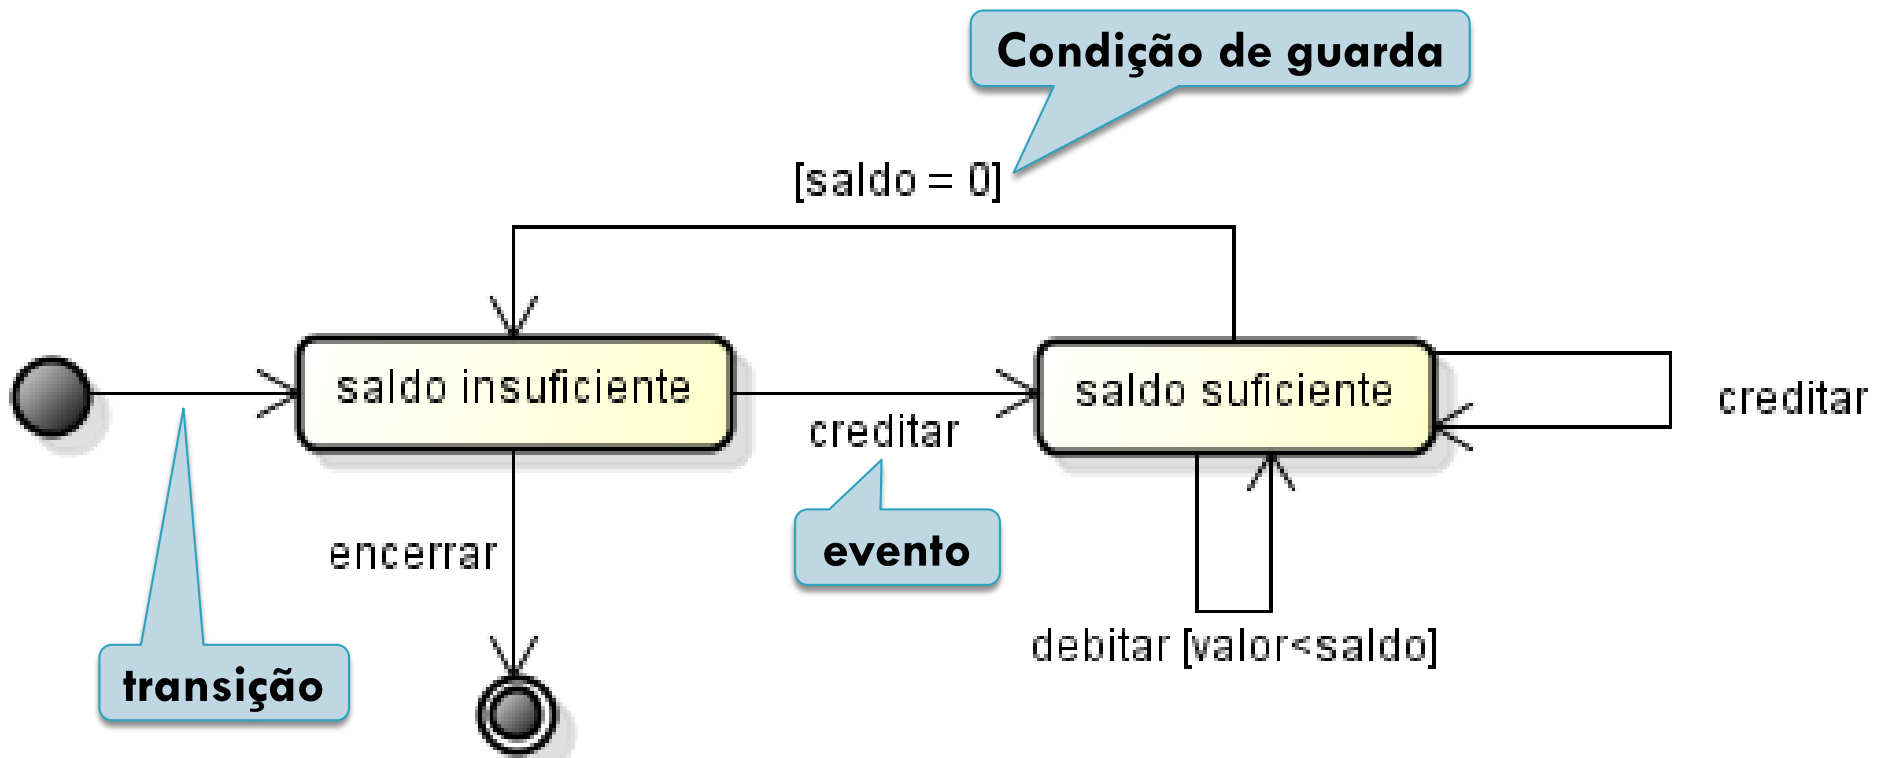 Condição de guarda
[saldo = 0]
saldo insuficiente
saldo suficiente
creditar
creditar
evento
encerrar
debitar [valor<saldo]
transição